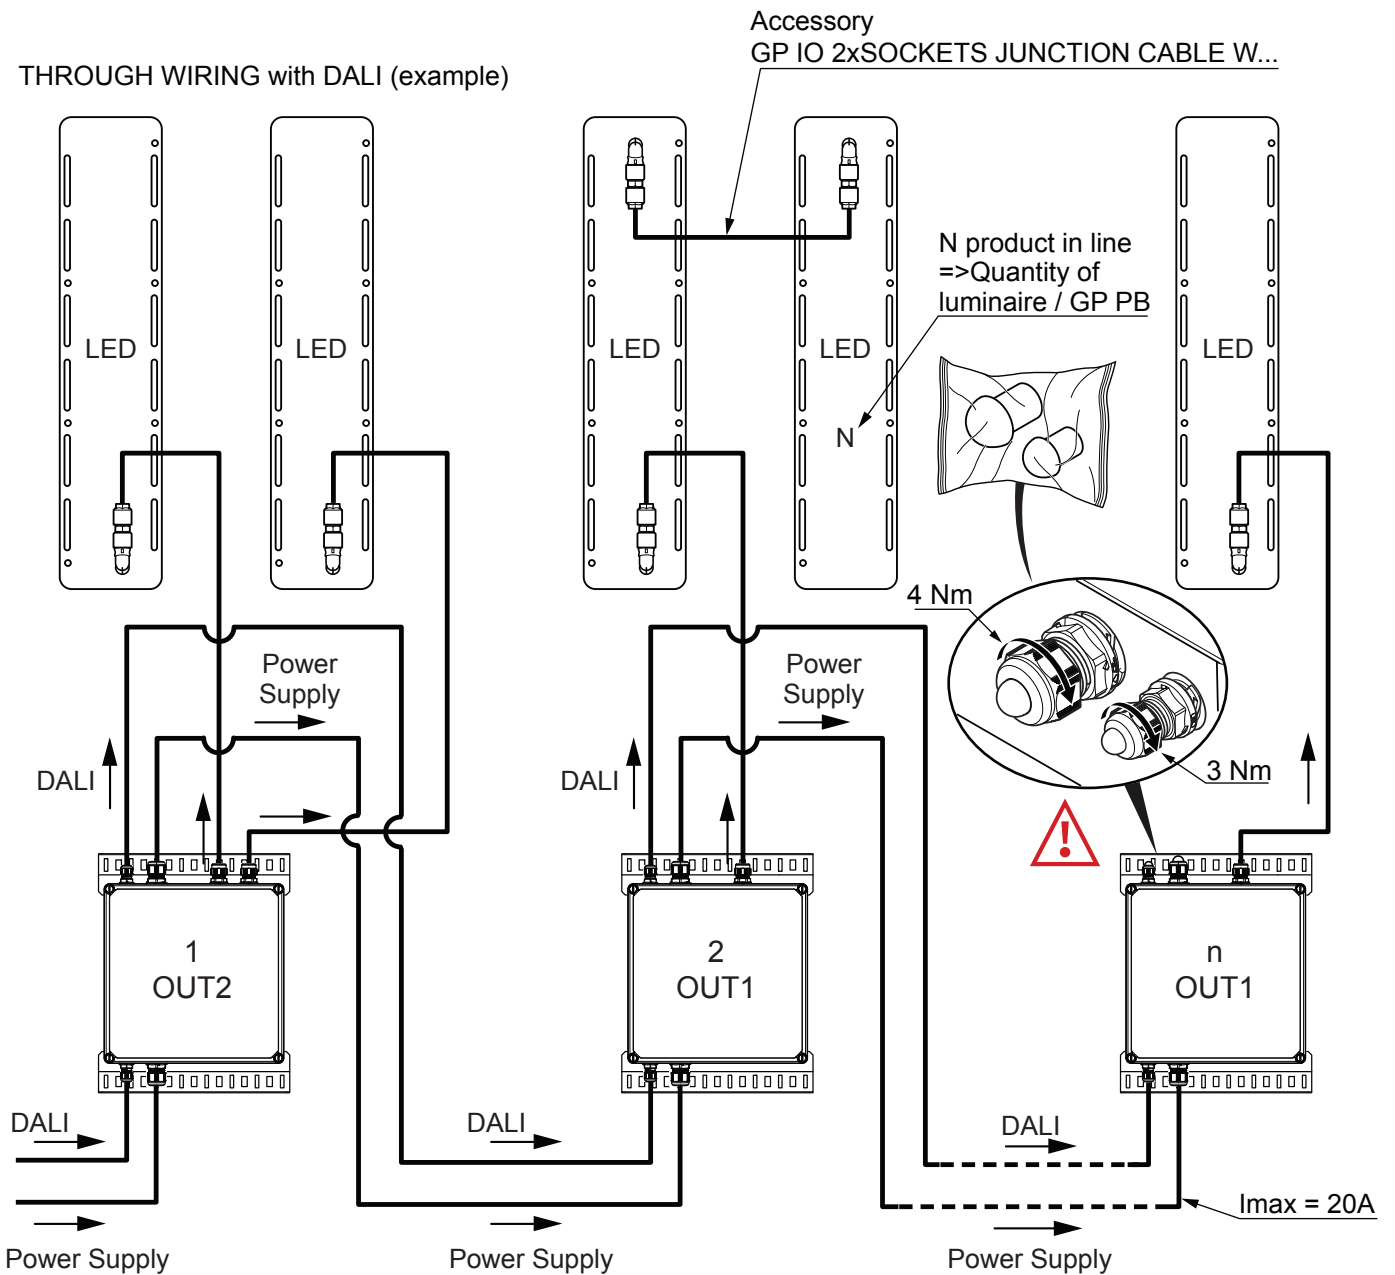 Accessory
GP IO 2xSOCKETS JUNCTION CABLE W...
THROUGH WIRING with DALI (example)
N product in line
=>Quantity of
luminaire / GP PB
LED
LED
LED
LED
LED
N
4 Nm
Power
Supply
Power
Supply
DALI
DALI
3 Nm
!
1
OUT2
2
OUT1
n
OUT1
DALI
DALI
DALI
Imax = 20A
Power Supply
Power Supply
Power Supply